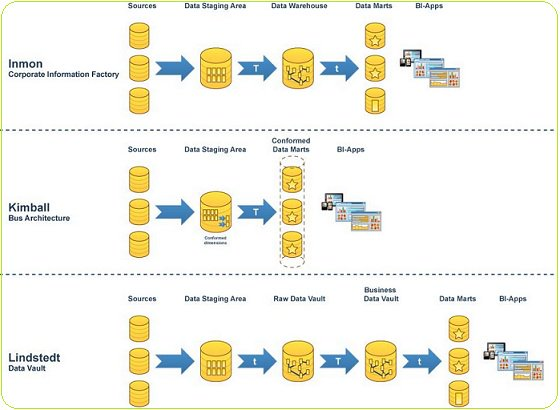 Sources Data Staging Area Data Warehouse Data Marts BI-Apps
Inmon
Corporate Information Factory
T t
Conformed
Sources Data Staging Area Data Marts BI-Apps
Kimball
Bus Architecture
T
Conformed
dimensions
Business
Sources Data Staging Area Raw Data Vault Data Vault Data Marts BI-Apps
Lindstedt
Data Vault
t T t